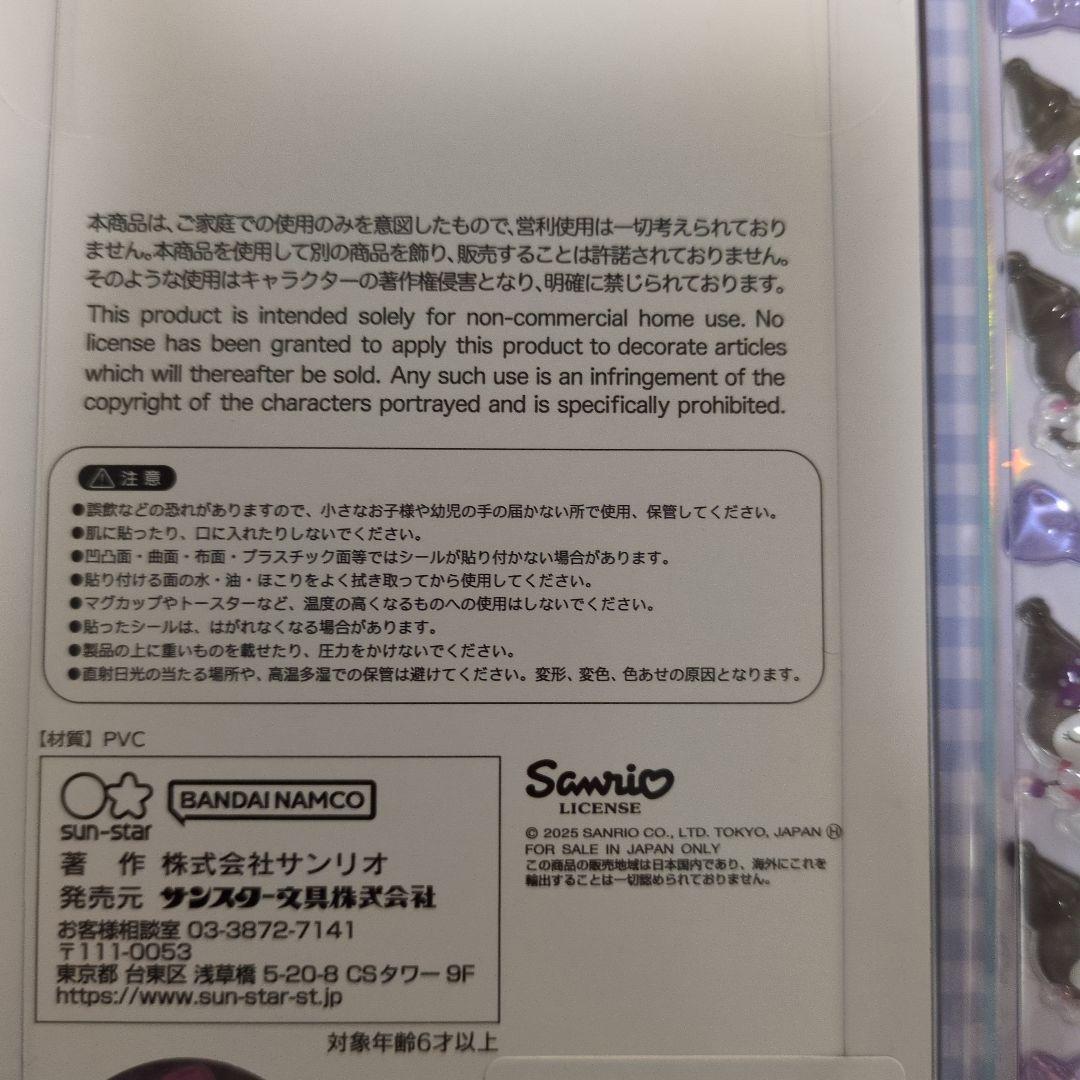 本商品は、ご家庭での使用のみを意図したもので、営利使用は一切考えられており
ません。本商品を使用して別の商品を飾り、販売することは許諾されておりません。
そのような使用はキャラクターの著作権侵害となり、明確に禁じられております。
This product is intended solely for non-commercial home use. No
license has been granted to apply this product to decorate articles
which will thereafter be sold. Any such use is an infringement of the
copyright of the characters portrayed and is specifically prohibited.
注意
●誤飲などの恐れがありますので、小さなお子様や幼児の手の届かない所で使用、保管してください。
●肌に貼ったり、口に入れたりしないでください。
●凹凸面・曲面・布面・プラスチック面等ではシールが貼り付かない場合があります。
●貼り付ける面の水・油・ほこりをよく拭き取ってから使用してください。
●マグカップやトースターなど、温度の高くなるものへの使用はしないでください。
●貼ったシールは、はがれなくなる場合があります。
●製品の上に重いものを載せたり、圧力をかけないでください。
●直射日光の当たる場所や、高温多湿での保管は避けてください。変形、変色、色あせの原因となります。
【材質】PVC
sun-star
BANDAI NAMCO
著 作 株式会社サンリオ
発売元 サンスター文具株式会社
お客様相談室 03-3872-7141
〒111-0053
東京都 台東区 浅草橋 5-20-8 CSタワー 9F
https://www.sun-star-st.jp
Sanrio
LICENSE
© 2025 SANRIO CO., LTD. TOKYO, JAPAN Ⓗ
FOR SALE IN JAPAN ONLY
この商品の販売地域は日本国内であり、海外にこれを
輸出することは一切認められておりません。
対象年齢6才以上